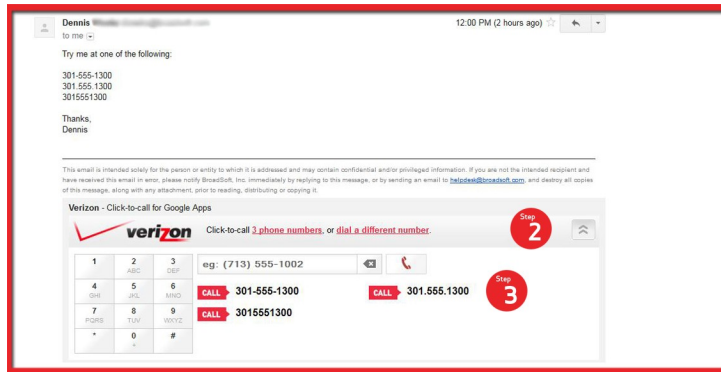 Dennis
12:00 PM (2 hours ago)
to me
Try me at one of the following:
301-555-1300
301.555.1300
3015551300
Thanks,
Dennis
This email is intended solely for the person or entity to which it is addressed and may contain confidential and/or privileged information. If you are not the intended recipient and
have received this email in error, please notify BroadSoft, Inc. immediately by replying to this message, or by sending an email to helpdesk@broadsoft.com, and destroy all copies
of this message, along with any attachment, prior to reading, distributing or copying it.
Verizon - Click-to-call for Google Apps
verizon Click-to-call 3 phone numbers, or dial a different number.
Step 2
1 2 ABC 3 DEF
eg: (713) 555-1002
4 GHI 5 JKL 6 MNO
CALL 301-555-1300 CALL 301.555.1300
Step 3
7 PQRS 8 TUV 9 WXYZ
CALL 3015551300
* 0 + #